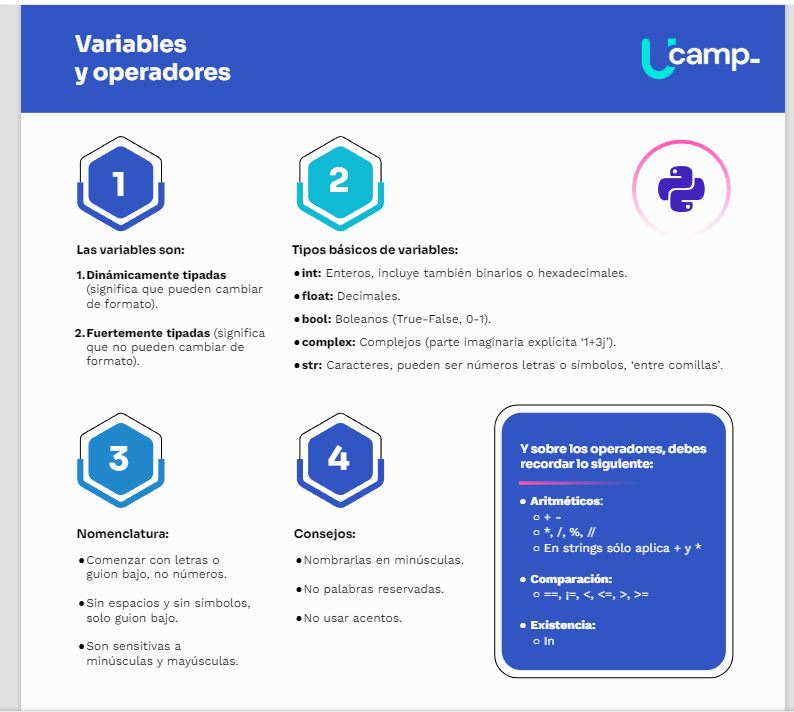 Variables
y operadores
Ucamp-
1
Las variables son:
1. Dinámicamente tipadas
(significa que pueden cambiar
de formato).
2. Fuertemente tipadas (significa
que no pueden cambiar de
formato).
2
Tipos básicos de variables:
● int: Enteros, incluye también binarios o hexadecimales.
● float: Decimales.
● bool: Boleanos (True-False, 0-1).
● complex: Complejos (parte imaginaria explícita ‘1+3j’).
● str: Caracteres, pueden ser números letras o símbolos, ‘entre comillas’.
3
Nomenclatura:
● Comenzar con letras o
guion bajo, no números.
● Sin espacios y sin símbolos,
solo guion bajo.
● Son sensitivas a
minúsculas y mayúsculas.
4
Consejos:
● Nombrarlas en minúsculas.
● No palabras reservadas.
● No usar acentos.
Y sobre los operadores, debes
recordar lo siguiente:
● Aritméticos:
○ + -
○ *, /, %, //
○ En strings sólo aplica + y *
● Comparación:
○ ==, ¡=, <, <=, >, >=
● Existencia:
○ In